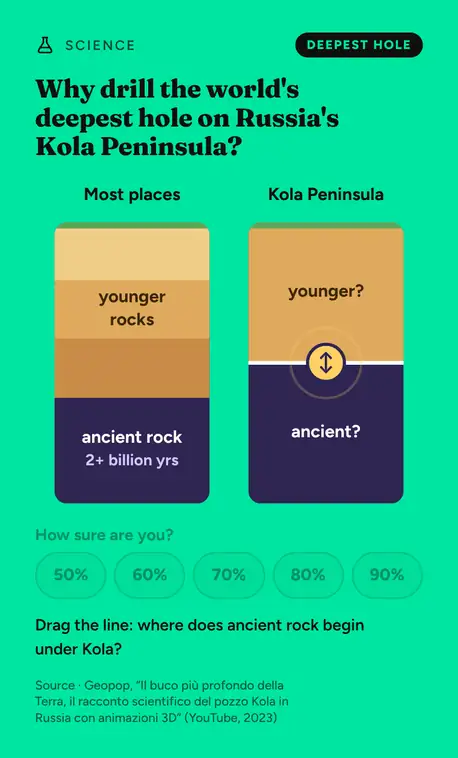 SCIENCE
DEEPEST HOLE
Why drill the world's
deepest hole on Russia's
Kola Peninsula?
Most places
Kola Peninsula
younger
rocks
ancient rock
2+ billion yrs
younger?
ancient?
How sure are you?
50% 60% 70% 80% 90%
Drag the line: where does ancient rock begin
under Kola?
Source · Geopop, “Il buco più profondo della
Terra, il racconto scientifico del pozzo Kola in
Russia con animazioni 3D” (YouTube, 2023)